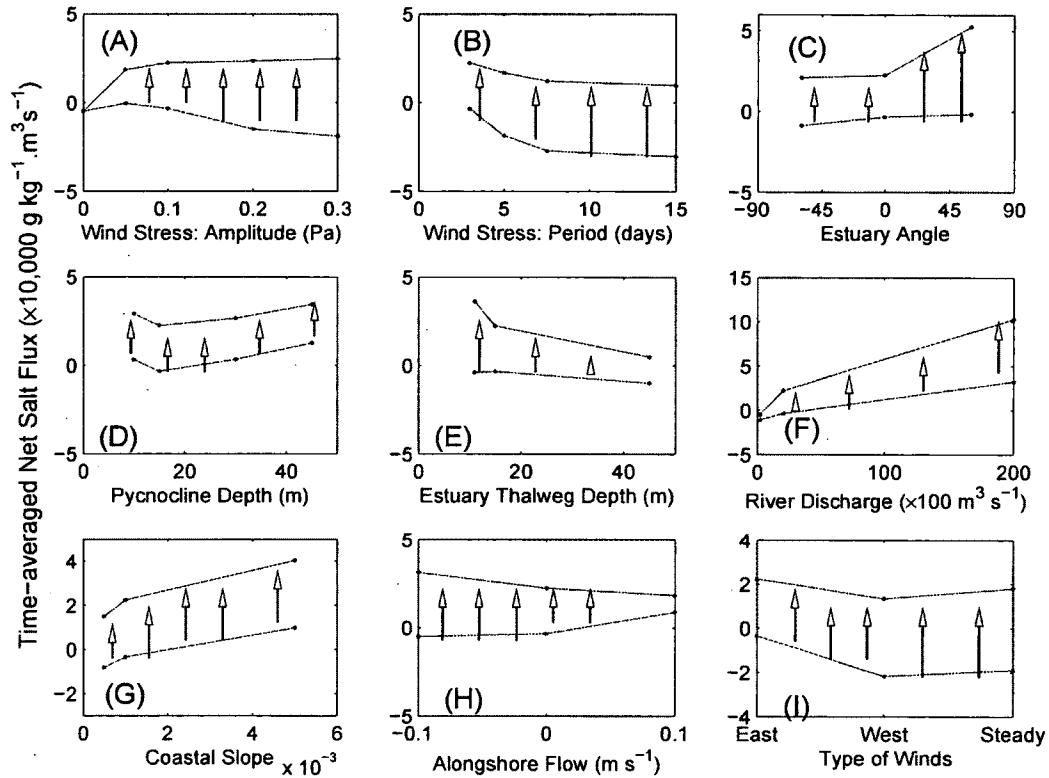 Time-averaged Net Salt Flux (×10,000 g kg⁻¹.m³s⁻¹)
(A)
5
0
−5
0 0.1 0.2 0.3
Wind Stress: Amplitude (Pa)
(B)
5
0
−5
0 5 10 15
Wind Stress: Period (days)
(C)
5
0
−5
−90 −45 0 45 90
Estuary Angle
5
0
−5
(D)
0 20 40
Pycnocline Depth (m)
5
0
−5
(E)
0 20 40
Estuary Thalweg Depth (m)
15
10
5
0
−5
(F)
0 100 200
River Discharge (×100 m³ s⁻¹)
4
2
0
−2
(G)
0 2 4 6
Coastal Slope × 10⁻³
5
0
−5
(H)
−0.1 0 0.1
Alongshore Flow (m s⁻¹)
4
2
0
−2
−4
(I)
East West Steady
Type of Winds